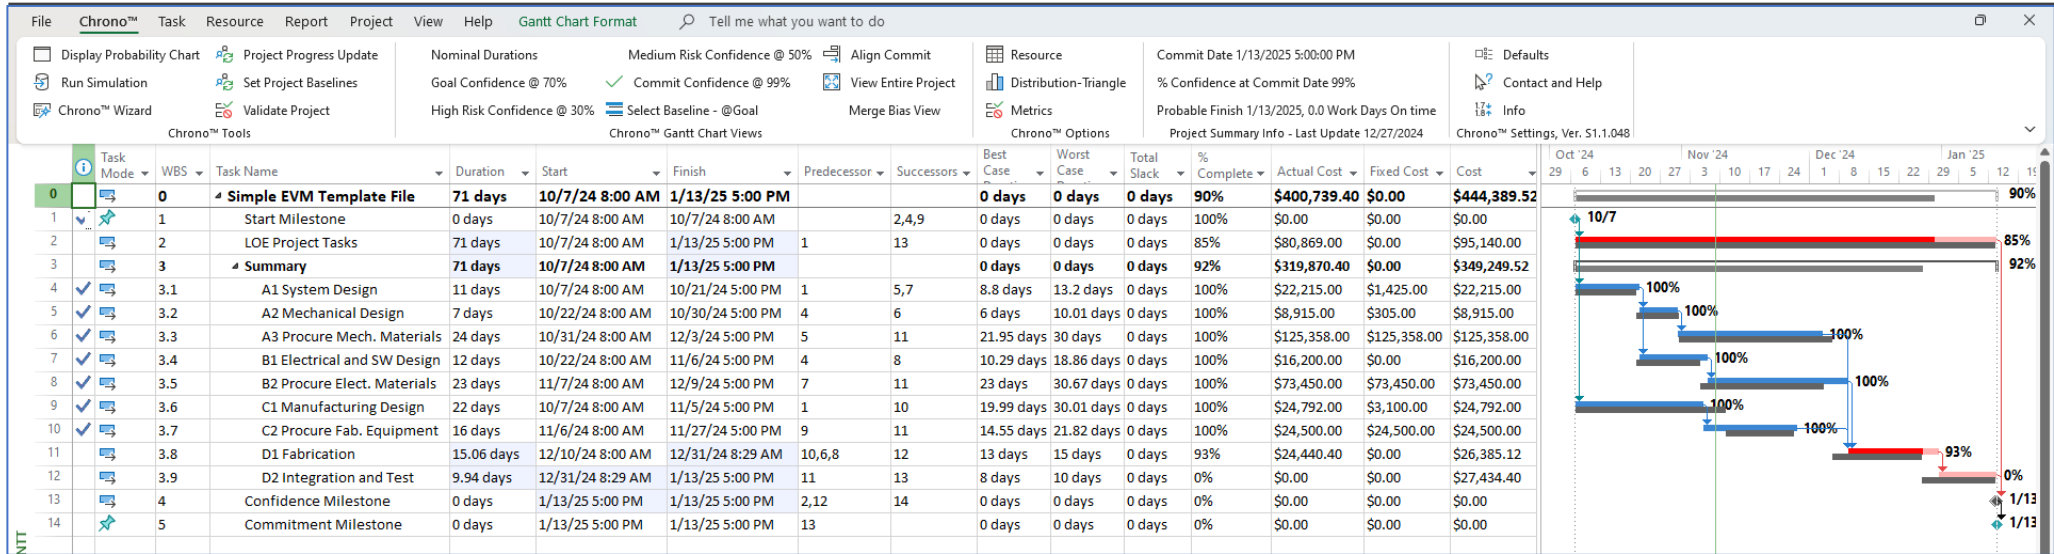 File Chrono™ Task Resource Report Project View Help Gantt Chart Format Tell me what you want to do
Display Probability Chart Project Progress Update Nominal Durations Medium Risk Confidence @ 50% Align Commit Resource Commit Date 1/13/2025 5:00:00 PM Defaults
Run Simulation Set Project Baselines Goal Confidence @ 70% Commit Confidence @ 99% View Entire Project Distribution-Triangle % Confidence at Commit Date 99% Contact and Help
Chrono™ Wizard Validate Project High Risk Confidence @ 30% Select Baseline - @Goal Merge Bias View Metrics Probable Finish 1/13/2025, 0.0 Work Days On time Info
Chrono™ Tools Chrono™ Gantt Chart Views Chrono™ Options Project Summary Info - Last Update 12/27/2024 Chrono™ Settings, Ver. S1.1.048
Task Mode WBS Task Name Duration Start Finish Predecessor Successors Best Case Worst Case Total Slack % Complete Actual Cost Fixed Cost Cost Oct '24 Nov '24 Dec '24 Jan '25
29 6 13 20 27 3 10 17 24 1 8 15 22 29 5 12 19
0 0 Simple EVM Template File 71 days 10/7/24 8:00 AM 1/13/25 5:00 PM 0 days 0 days 0 days 90% $400,739.40 $0.00 $444,389.52 90%
1 1 Start Milestone 0 days 10/7/24 8:00 AM 10/7/24 8:00 AM 2,4,9 0 days 0 days 0 days 100% $0.00 $0.00 $0.00 10/7
2 2 LOE Project Tasks 71 days 10/7/24 8:00 AM 1/13/25 5:00 PM 1 13 0 days 0 days 0 days 85% $80,869.00 $0.00 $95,140.00 85%
3 3 Summary 71 days 10/7/24 8:00 AM 1/13/25 5:00 PM 0 days 0 days 0 days 92% $319,870.40 $0.00 $349,249.52 92%
4 3.1 A1 System Design 11 days 10/7/24 8:00 AM 10/21/24 5:00 PM 1 5,7 8.8 days 13.2 days 0 days 100% $22,215.00 $1,425.00 $22,215.00 100%
5 3.2 A2 Mechanical Design 7 days 10/22/24 8:00 AM 10/30/24 5:00 PM 4 6 6 days 10.01 days 0 days 100% $8,915.00 $305.00 $8,915.00 100%
6 3.3 A3 Procure Mech. Materials 24 days 10/31/24 8:00 AM 12/3/24 5:00 PM 5 11 21.95 days 30 days 0 days 100% $125,358.00 $125,358.00 $125,358.00 100%
7 3.4 B1 Electrical and SW Design 12 days 10/22/24 8:00 AM 11/6/24 5:00 PM 4 8 10.29 days 18.86 days 0 days 100% $16,200.00 $0.00 $16,200.00 100%
8 3.5 B2 Procure Elect. Materials 23 days 11/7/24 8:00 AM 12/9/24 5:00 PM 7 11 23 days 30.67 days 0 days 100% $73,450.00 $73,450.00 $73,450.00 100%
9 3.6 C1 Manufacturing Design 22 days 10/7/24 8:00 AM 11/5/24 5:00 PM 1 10 19.99 days 30.01 days 0 days 100% $24,792.00 $3,100.00 $24,792.00 100%
10 3.7 C2 Procure Fab. Equipment 16 days 11/6/24 8:00 AM 11/27/24 5:00 PM 9 11 14.55 days 21.82 days 0 days 100% $24,500.00 $24,500.00 $24,500.00 100%
11 3.8 D1 Fabrication 15.06 days 12/10/24 8:00 AM 12/31/24 8:29 AM 10,6,8 12 13 days 15 days 0 days 93% $24,440.40 $0.00 $26,385.12 93%
12 3.9 D2 Integration and Test 9.94 days 12/31/24 8:29 AM 1/13/25 5:00 PM 11 13 8 days 10 days 0 days 0% $0.00 $0.00 $27,434.40 0%
13 4 Confidence Milestone 0 days 1/13/25 5:00 PM 1/13/25 5:00 PM 2,12 14 0 days 0 days 0 days 0% $0.00 $0.00 $0.00 1/13
14 5 Commitment Milestone 0 days 1/13/25 5:00 PM 1/13/25 5:00 PM 13 0 days 0 days 0 days 0% $0.00 $0.00 $0.00 1/13